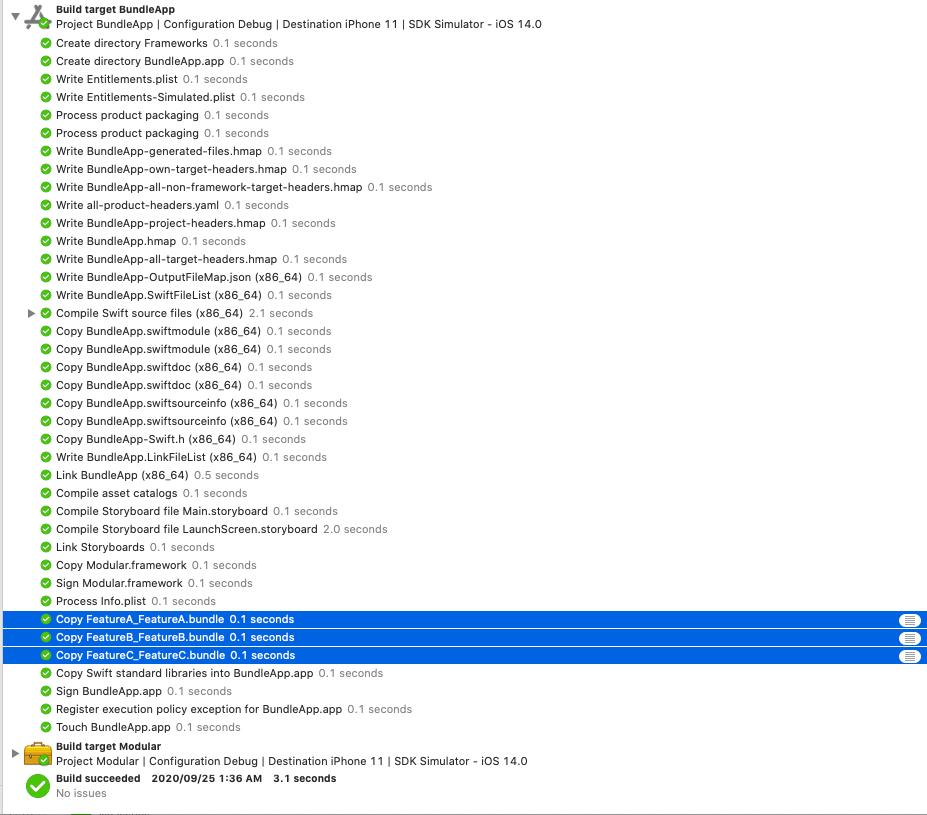 Build target BundleApp
Project BundleApp | Configuration Debug | Destination iPhone 11 | SDK Simulator - iOS 14.0
Create directory Frameworks 0.1 seconds
Create directory BundleApp.app 0.1 seconds
Write Entitlements.plist 0.1 seconds
Write Entitlements-Simulated.plist 0.1 seconds
Process product packaging 0.1 seconds
Process product packaging 0.1 seconds
Write BundleApp-generated-files.hmap 0.1 seconds
Write BundleApp-own-target-headers.hmap 0.1 seconds
Write BundleApp-all-non-framework-target-headers.hmap 0.1 seconds
Write all-product-headers.yaml 0.1 seconds
Write BundleApp-project-headers.hmap 0.1 seconds
Write BundleApp.hmap 0.1 seconds
Write BundleApp-all-target-headers.hmap 0.1 seconds
Write BundleApp-OutputFileMap.json (x86_64) 0.1 seconds
Write BundleApp.SwiftFileList (x86_64) 0.1 seconds
Compile Swift source files (x86_64) 2.1 seconds
Copy BundleApp.swiftmodule (x86_64) 0.1 seconds
Copy BundleApp.swiftmodule (x86_64) 0.1 seconds
Copy BundleApp.swiftdoc (x86_64) 0.1 seconds
Copy BundleApp.swiftdoc (x86_64) 0.1 seconds
Copy BundleApp.swiftsourceinfo (x86_64) 0.1 seconds
Copy BundleApp.swiftsourceinfo (x86_64) 0.1 seconds
Copy BundleApp-Swift.h (x86_64) 0.1 seconds
Write BundleApp.LinkFileList (x86_64) 0.1 seconds
Link BundleApp (x86_64) 0.5 seconds
Compile asset catalogs 0.1 seconds
Compile Storyboard file Main.storyboard 0.1 seconds
Compile Storyboard file LaunchScreen.storyboard 2.0 seconds
Link Storyboards 0.1 seconds
Copy Modular.framework 0.1 seconds
Sign Modular.framework 0.1 seconds
Process Info.plist 0.1 seconds
Copy FeatureA_FeatureA.bundle 0.1 seconds
Copy FeatureB_FeatureB.bundle 0.1 seconds
Copy FeatureC_FeatureC.bundle 0.1 seconds
Copy Swift standard libraries into BundleApp.app 0.1 seconds
Sign BundleApp.app 0.1 seconds
Register execution policy exception for BundleApp.app 0.1 seconds
Touch BundleApp.app 0.1 seconds
Build target Modular
Project Modular | Configuration Debug | Destination iPhone 11 | SDK Simulator - iOS 14.0
Build succeeded 2020/09/25 1:36 AM 3.1 seconds
No issues